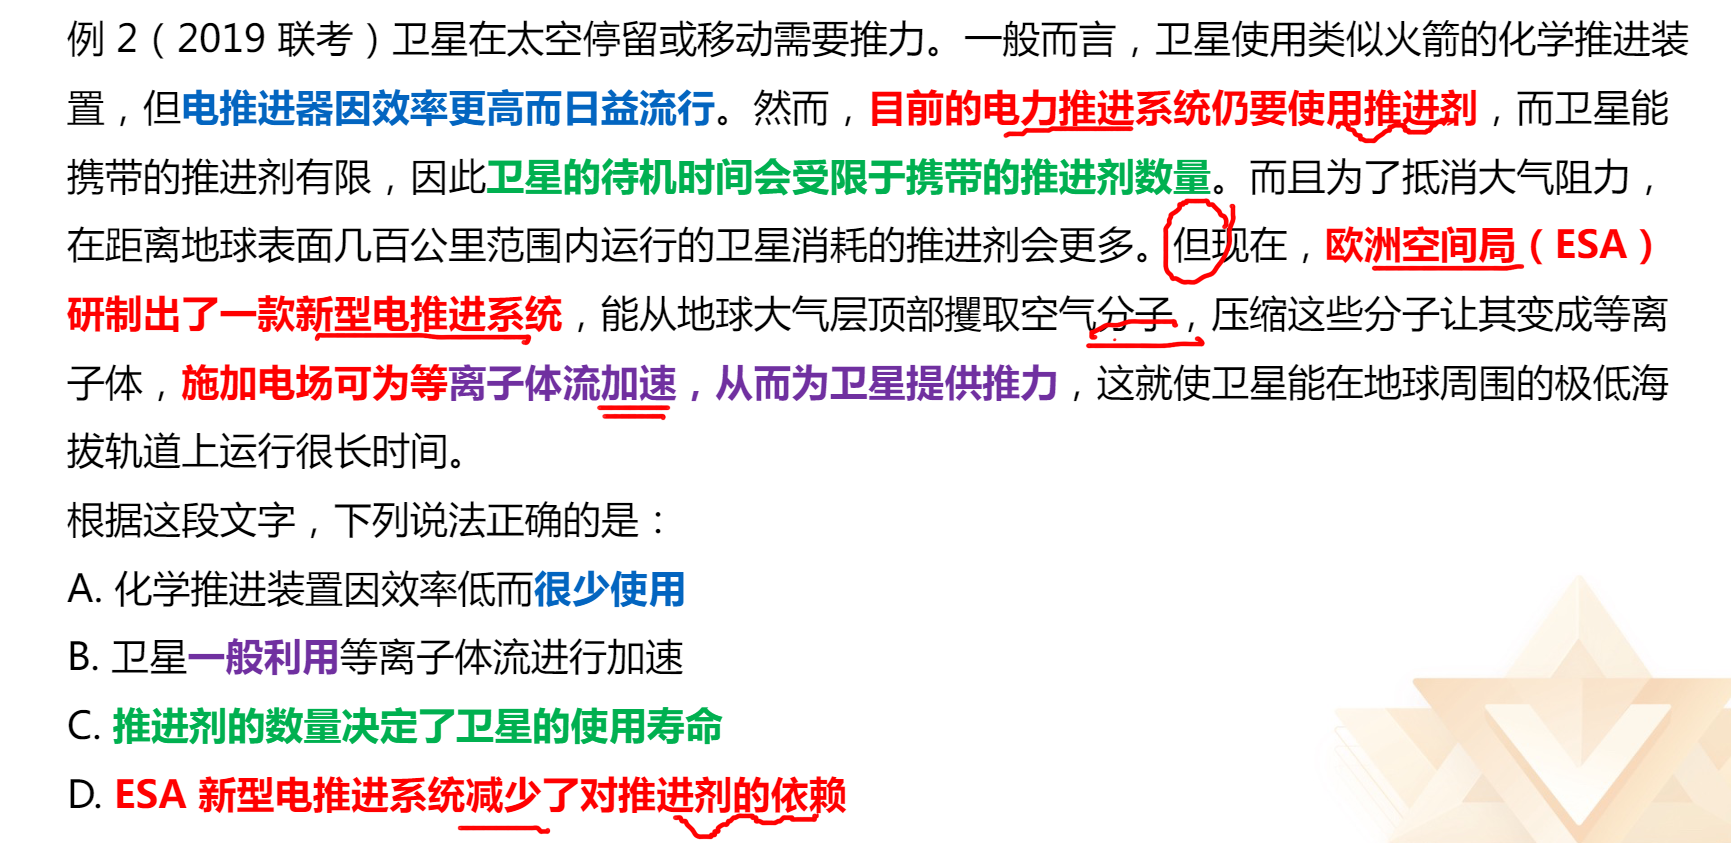 例 2（2019 联考）卫星在太空停留或移动需要推力。一般而言，卫星使用类似火箭的化学推进装
置，但电推进器因效率更高而日益流行。然而，目前的电力推进系统仍要使用推进剂，而卫星能
携带的推进剂有限，因此卫星的待机时间会受限于携带的推进剂数量。而且为了抵消大气阻力，
在距离地球表面几百公里范围内运行的卫星消耗的推进剂会更多。但现在，欧洲空间局（ESA）
研制出了一款新型电推进系统，能从地球大气层顶部攫取空气分子，压缩这些分子让其变成等离
子体，施加电场可为等离子体流加速，从而为卫星提供推力，这就使卫星能在地球周围的极低海
拔轨道上运行很长时间。
根据这段文字，下列说法正确的是：
A. 化学推进装置因效率低而很少使用
B. 卫星一般利用等离子体流进行加速
C. 推进剂的数量决定了卫星的使用寿命
D. ESA 新型电推进系统减少了对推进剂的依赖